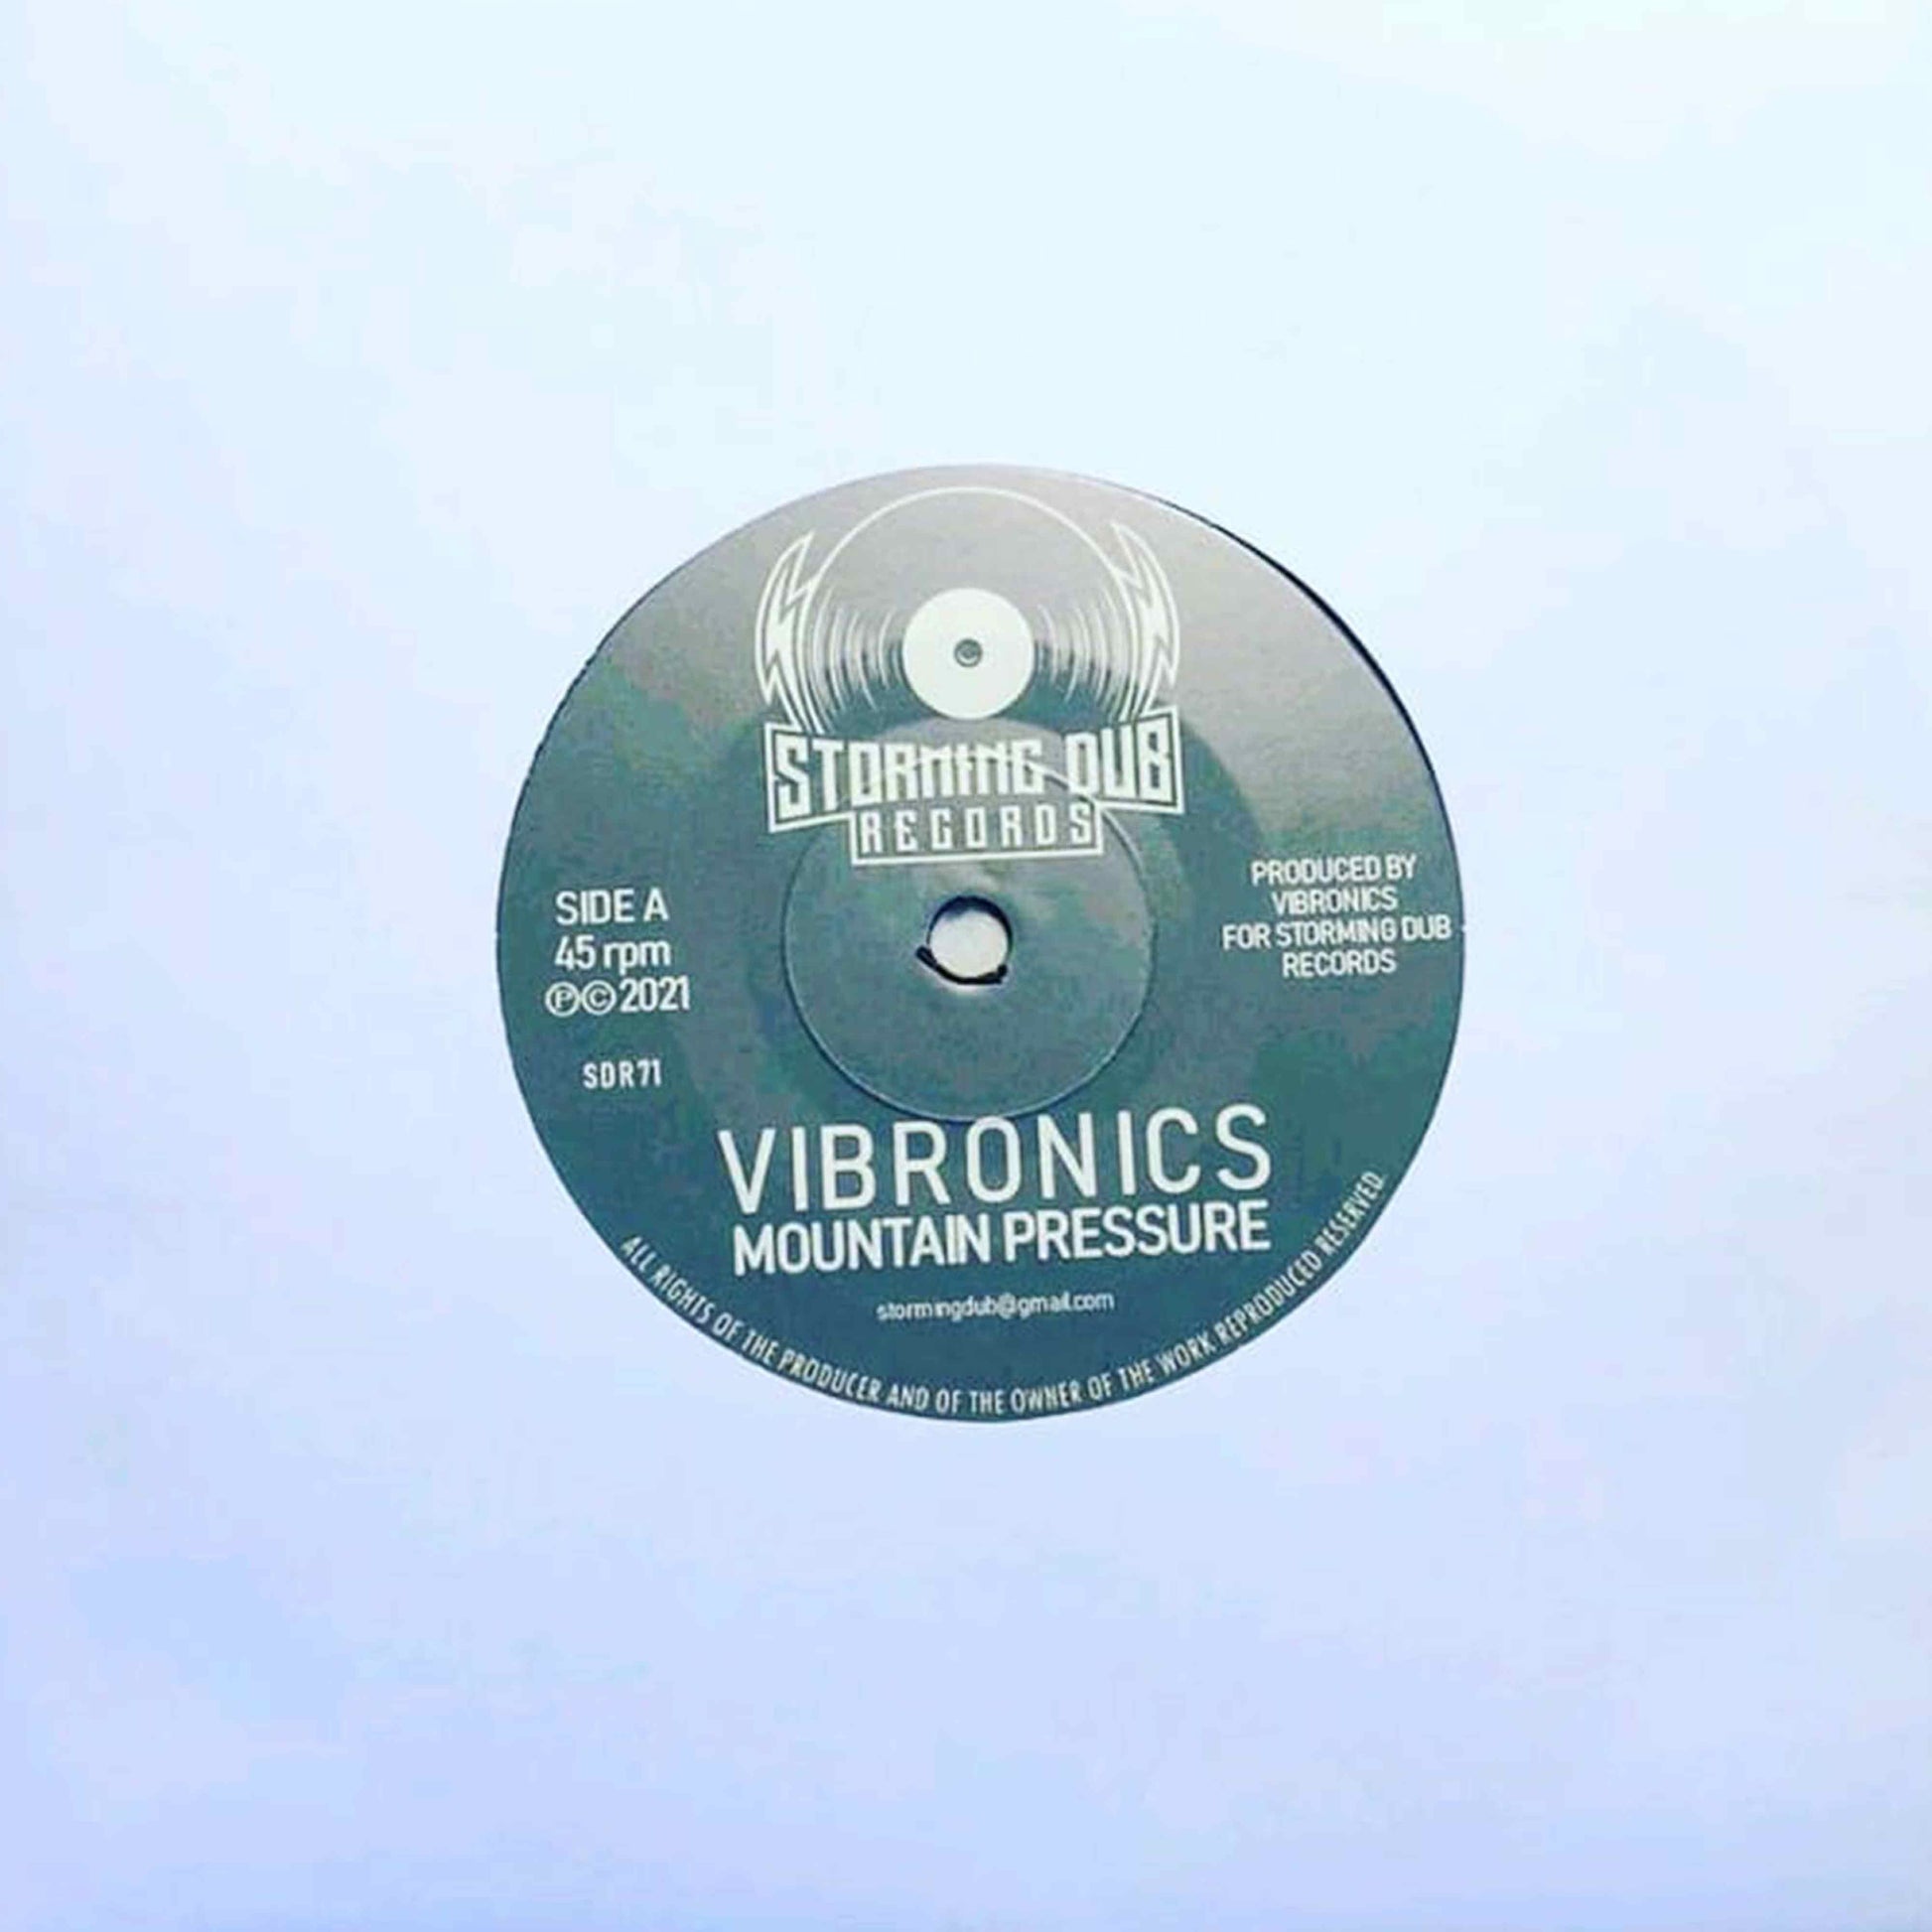 STORMING DUB
RECORDS
SIDE A
45 rpm
Ⓟ©2021
SDR71
PRODUCED BY
VIBRONICS
FOR STORMING DUB
RECORDS
VIBRONICS
MOUNTAIN PRESSURE
stormingdub@gmail.com
ALL RIGHTS OF THE PRODUCER AND OF THE OWNER OF THE WORK REPRODUCED RESERVED.